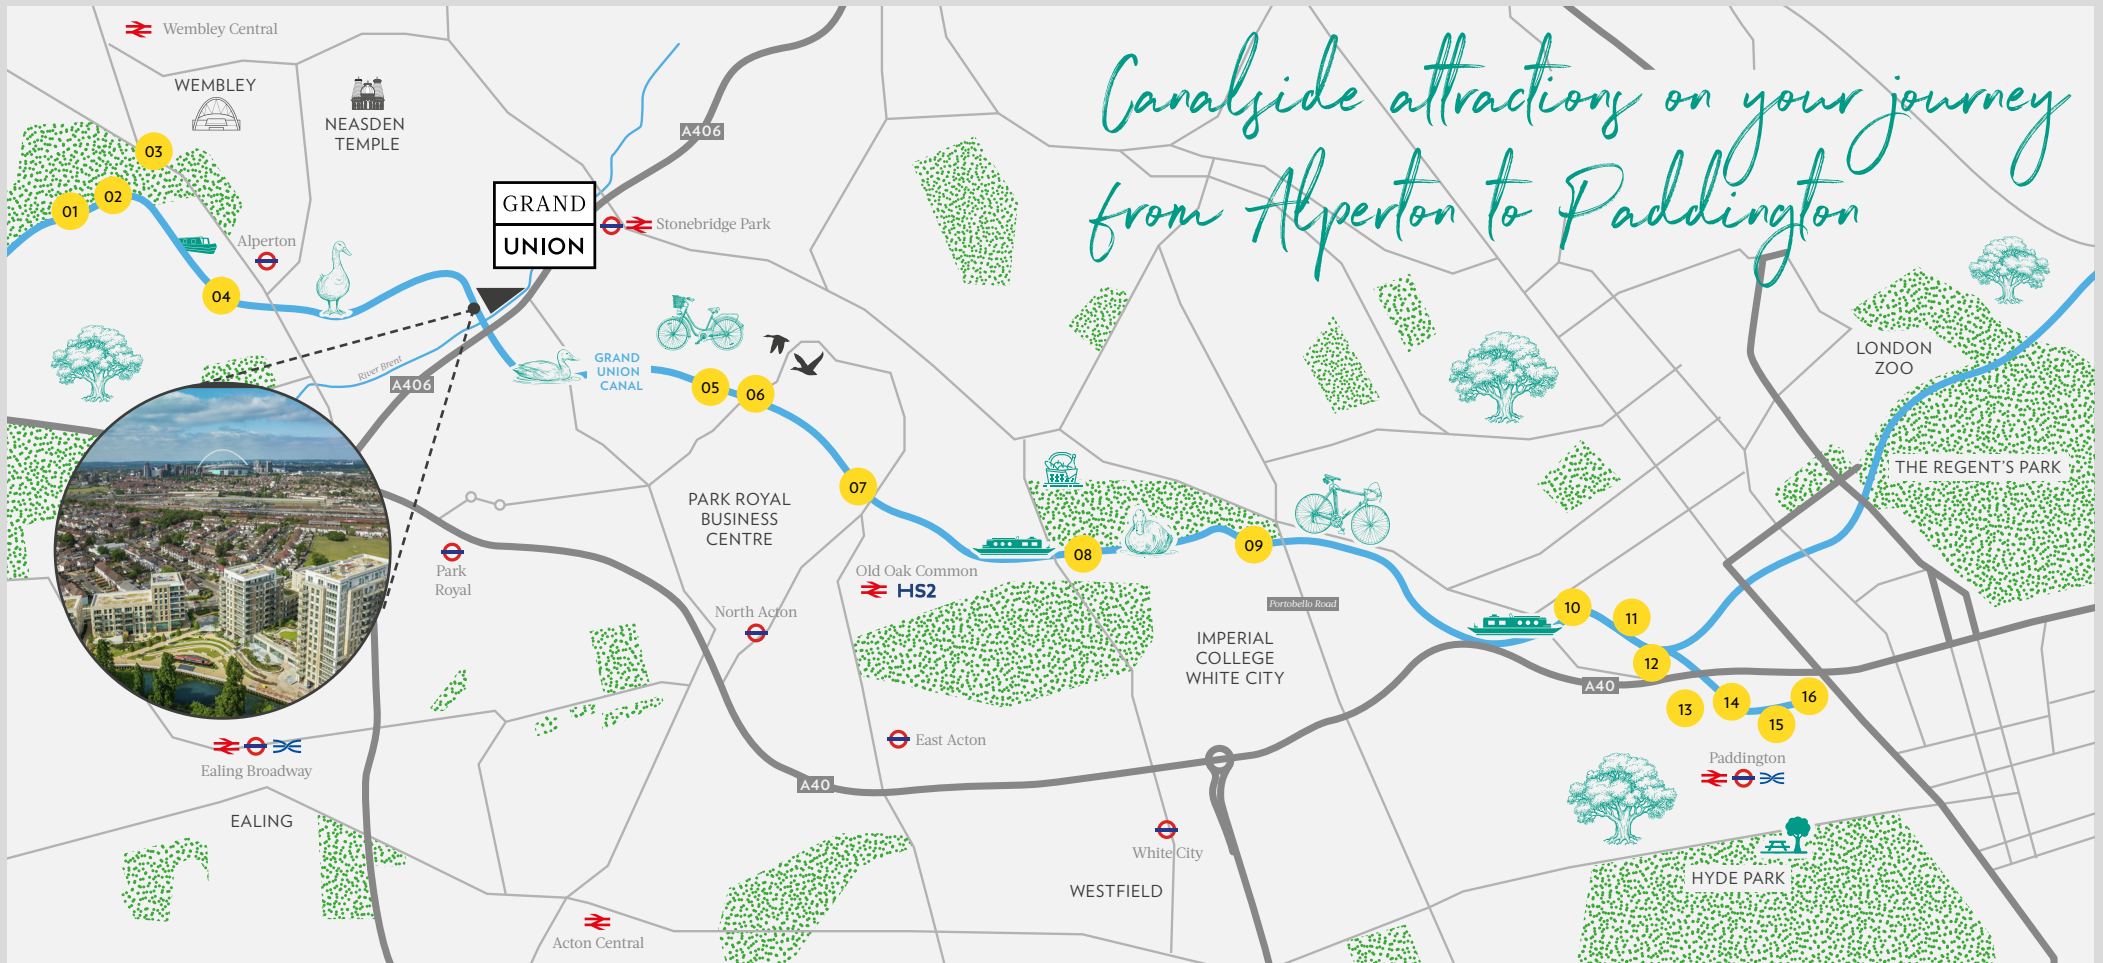 Canalside attractions on your journey
from Alperton to Paddington
Wembley Central
WEMBLEY
NEASDEN
TEMPLE
A406
03
02
01
GRAND
UNION
Stonebridge Park
Alperton
04
River Brent
A406
GRAND
UNION
CANAL
05
06
LONDON
ZOO
THE REGENT'S PARK
07
PARK ROYAL
BUSINESS
CENTRE
08
09
Park
Royal
Old Oak Common
HS2
North Acton
Portobello Road
IMPERIAL
COLLEGE
WHITE CITY
10
11
12
A40
13
14
15
16
Paddington
Ealing Broadway
East Acton
A40
EALING
White City
WESTFIELD
HYDE PARK
Acton Central